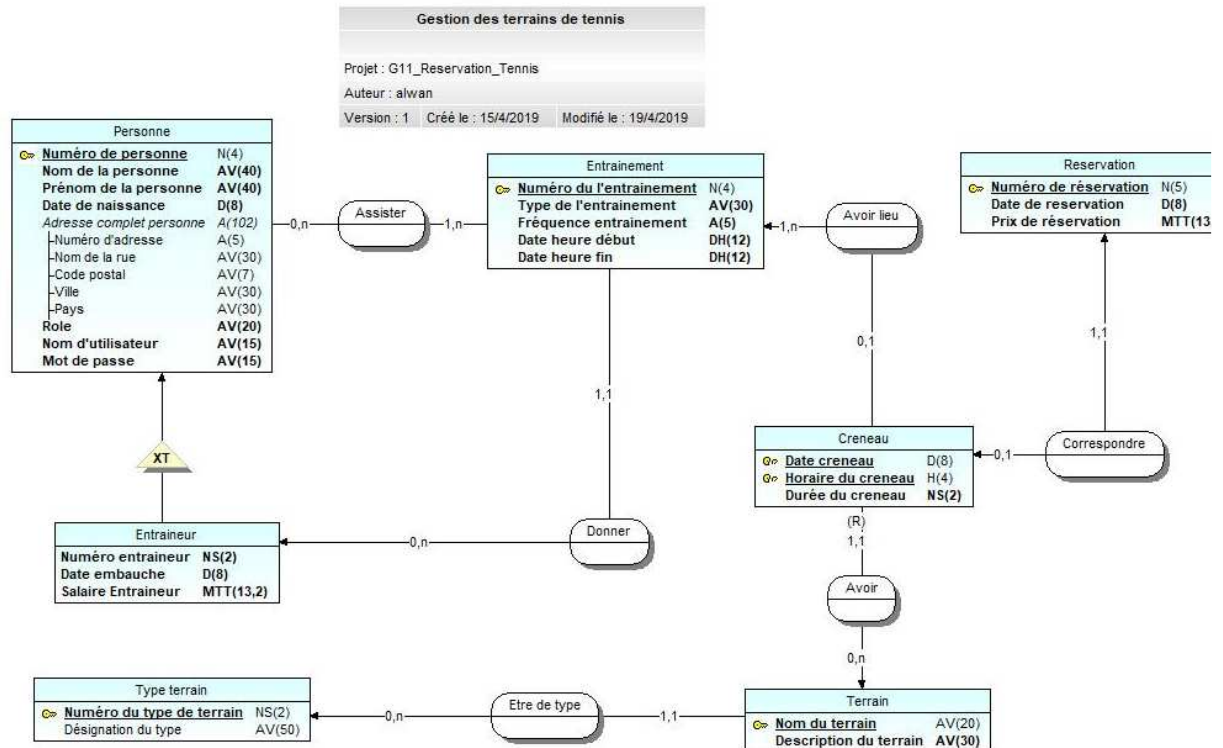 Gestion des terrains de tennis
Projet : G11_Reservation_Tennis
Auteur : alwan
Version : 1 Créé le : 15/4/2019 Modifié le : 19/4/2019
Personne
Numéro de personne N(4)
Nom de la personne AV(40)
Prénom de la personne AV(40)
Date de naissance D(8)
Adresse complet personne A(102)
Numéro d'adresse A(5)
Nom de la rue AV(30)
Code postal AV(7)
Ville AV(30)
Pays AV(30)
Role AV(20)
Nom d'utilisateur AV(15)
Mot de passe AV(15)
0,n
Assister
1,n
Entrainement
Numéro du l'entrainement N(4)
Type de l'entrainement AV(30)
Fréquence entrainement A(5)
Date heure début DH(12)
Date heure fin DH(12)
1,n
Avoir lieu
0,1
Reservation
Numéro de réservation N(5)
Date de reservation D(8)
Prix de réservation MTT(13
1,1
1,1
Creneau
Date creneau D(8)
Horaire du creneau H(4)
Durée du creneau NS(2)
0,1
Correspondre
XT
(R)
1,1
Entraineur
Numéro entraineur NS(2)
Date embauche D(8)
Salaire Entraineur MTT(13,2)
0,n
Donner
Avoir
0,n
Type terrain
Numéro du type de terrain NS(2)
Désignation du type AV(50)
0,n
Etre de type
1,1
Terrain
Nom du terrain AV(20)
Description du terrain AV(30)